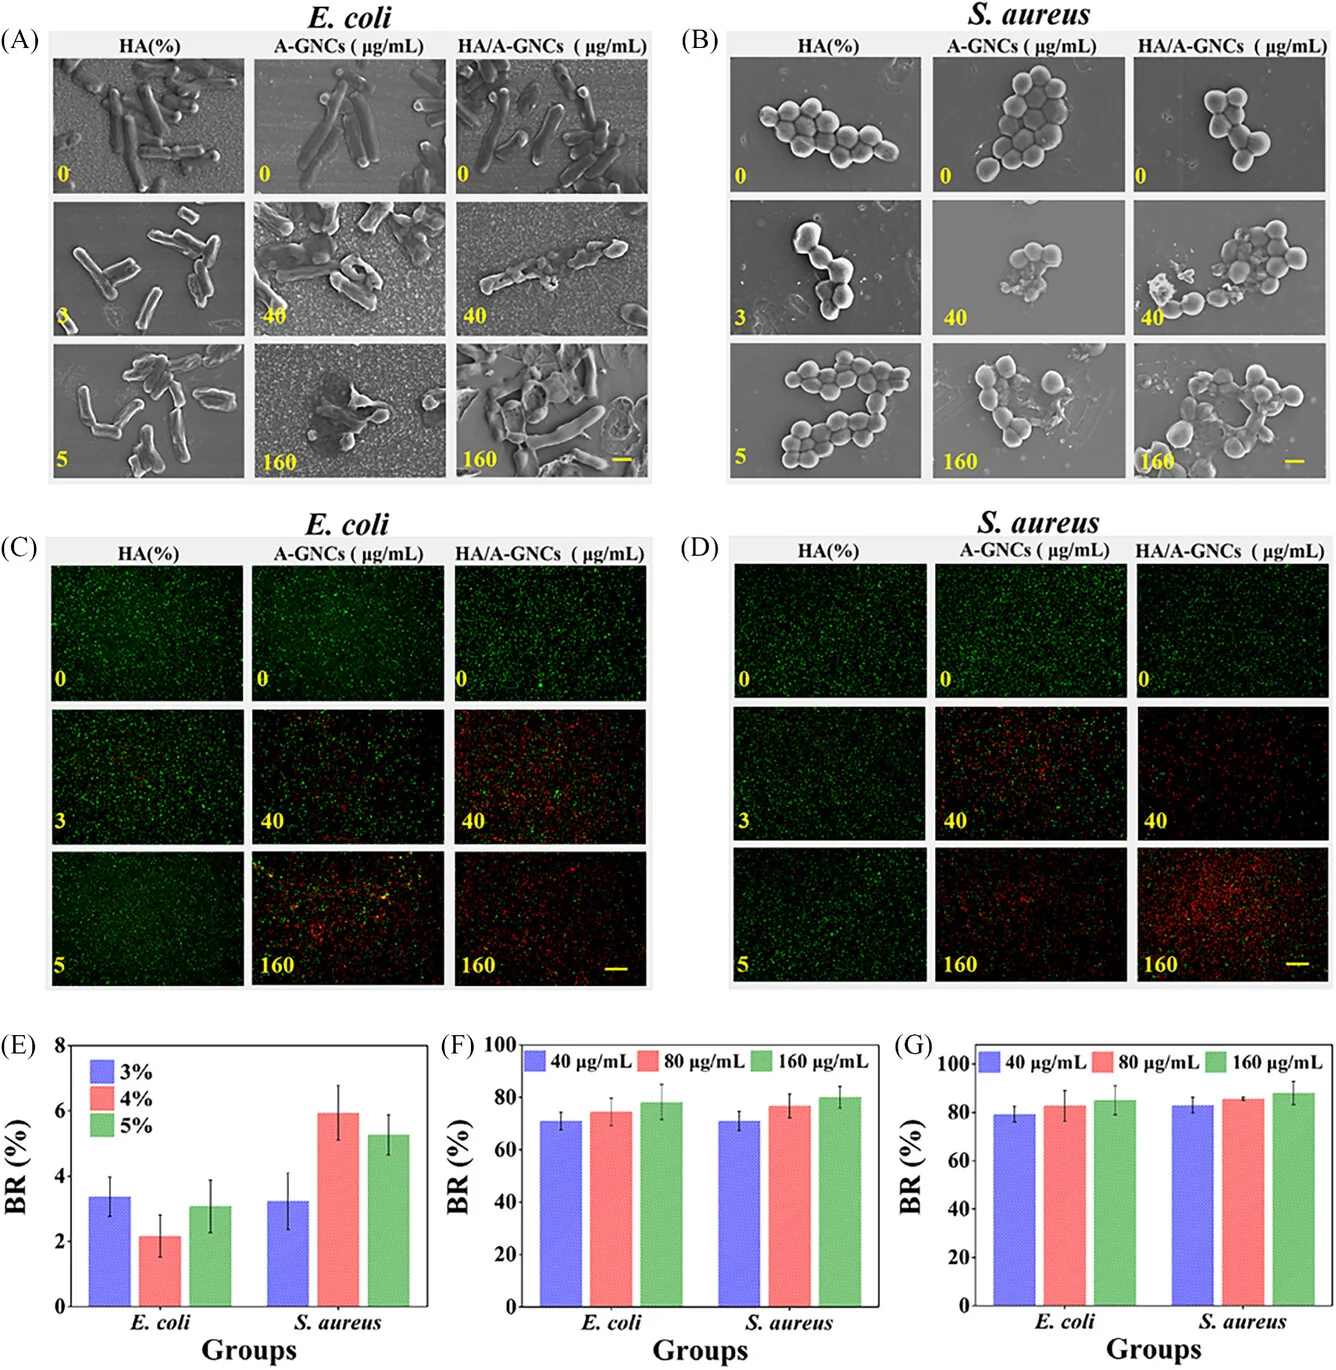 (A)
E. coli
HA(%) A-GNCs ( μg/mL) HA/A-GNCs ( μg/mL)
0 0 0
3 40 40
5 160 160
(B)
S. aureus
HA(%) A-GNCs ( μg/mL) HA/A-GNCs ( μg/mL)
0 0 0
3 40 40
5 160 160
(C)
E. coli
HA(%) A-GNCs ( μg/mL) HA/A-GNCs ( μg/mL)
0 0 0
3 40 40
5 160 160
(D)
S. aureus
HA(%) A-GNCs ( μg/mL) HA/A-GNCs ( μg/mL)
0 0 0
3 40 40
5 160 160
(E)
BR (%)
8
6
4
2
0
3%
4%
5%
E. coli S. aureus
Groups
(F)
BR (%)
100
80
60
40
20
0
40 μg/mL 80 μg/mL 160 μg/mL
E. coli S. aureus
Groups
(G)
BR (%)
100
80
60
40
20
0
40 μg/mL 80 μg/mL 160 μg/mL
E. coli S. aureus
Groups